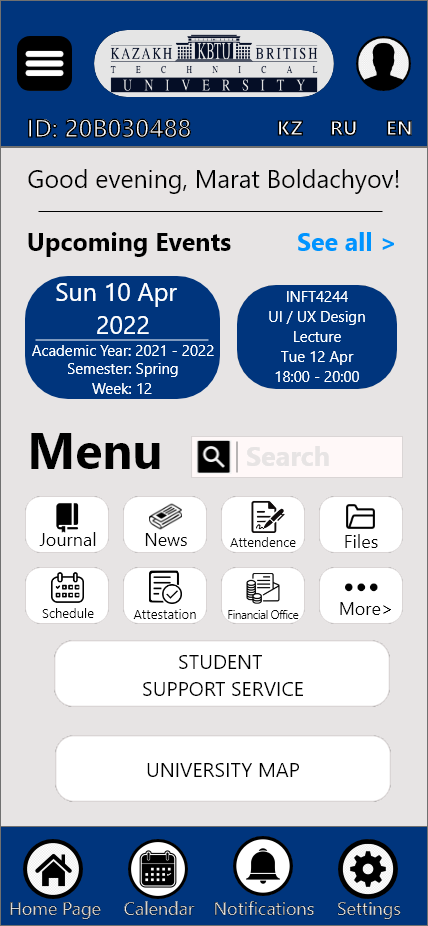 KAZAKH KBTU BRITISH
TECHNICAL
UNIVERSITY
ID: 20B030488
KZ RU EN
Good evening, Marat Boldachyov!
Upcoming Events
See all >
Sun 10 Apr
2022
Academic Year: 2021 - 2022
Semester: Spring
Week: 12
INFT4244
UI / UX Design
Lecture
Tue 12 Apr
18:00 - 20:00
Menu
Search
Journal
News
Attendence
Files
Schedule
Attestation
Financial Office
More>
STUDENT
SUPPORT SERVICE
UNIVERSITY MAP
Home Page
Calendar
Notifications
Settings